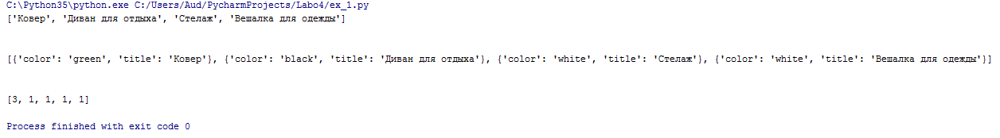 C:\Python35\python.exe C:/Users/Aud/PycharmProjects/Labo4/ex_1.py
['Ковер', 'Диван для отдыха', 'Стелаж', 'Вешалка для одежды']
[{'color': 'green', 'title': 'Ковер'}, {'color': 'black', 'title': 'Диван для отдыха'}, {'color': 'white', 'title': 'Стелаж'}, {'color': 'white', 'title': 'Вешалка для одежды'}]
[3, 1, 1, 1, 1]
Process finished with exit code 0